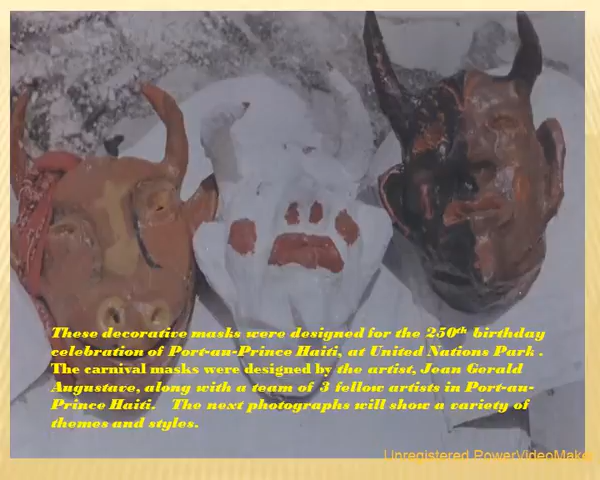 These decorative masks were designed for the 250th birthday
celebration of Port-au-Prince Haiti, at United Nations Park .
The carnival masks were designed by the artist, Jean Gerald
Angustave, along with a team of 3 fellow artists in Port-au-
Prince Haiti. The next photographs will show a variety of
themes and styles.
Unregistered PowerVideoMaker